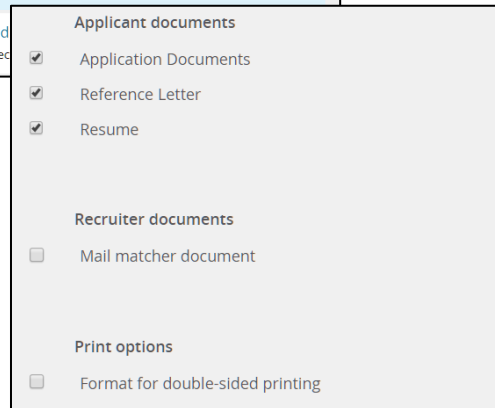 Applicant documents
Application Documents
Reference Letter
Resume
Recruiter documents
Mail matcher document
Print options
Format for double-sided printing